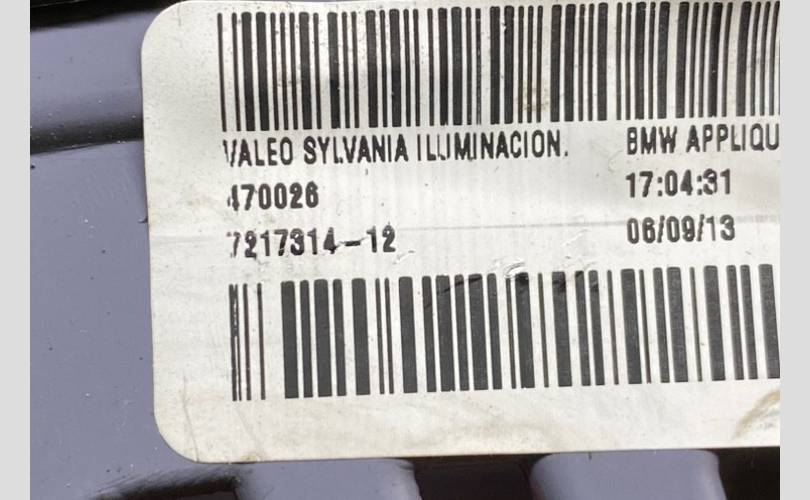 VALEO SYLVANIA ILUMINACION. BMW APPLIQU
470026 17:04:31
7217314-12 06/09/13